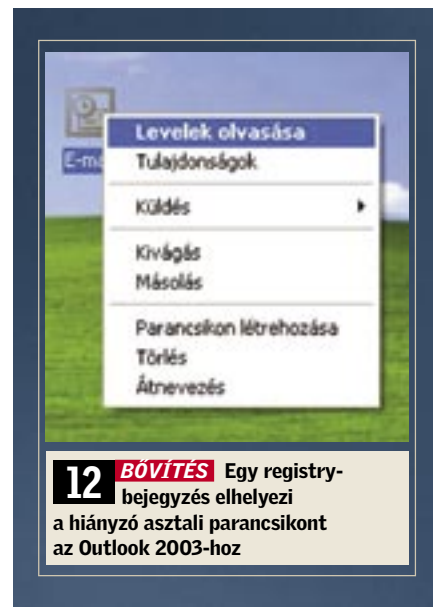 E-ma
Levelek olvasása
Tulajdonságok
Küldés
Kivágás
Másolás
Parancsikon létrehozása
Törlés
Átnevezés
12 BŐVÍTÉS Egy registry-
bejegyzés elhelyezi
a hiányzó asztali parancsikont
az Outlook 2003-hoz